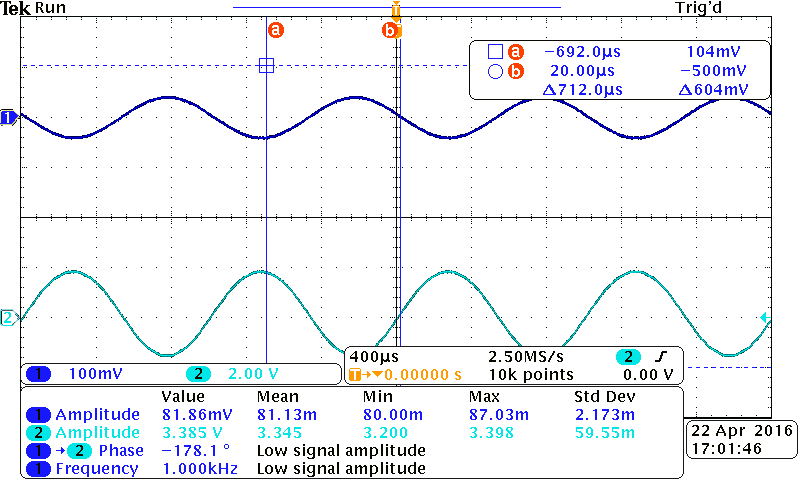 Tek Run Trig'd
T
a b
a −692.0µs 104mV
b 20.00µs −500mV
Δ712.0µs Δ604mV
1
2
1 100mV 2 2.00 V
400µs 2.50MS/s 2
T→▼0.00000 s 10k points 0.00 V
Value Mean Min Max Std Dev
1 Amplitude 81.86mV 81.13m 80.00m 87.03m 2.173m
2 Amplitude 3.385 V 3.345 3.200 3.398 59.55m
1 → 2 Phase −178.1 ° Low signal amplitude
1 Frequency 1.000kHz Low signal amplitude
22 Apr 2016
17:01:46